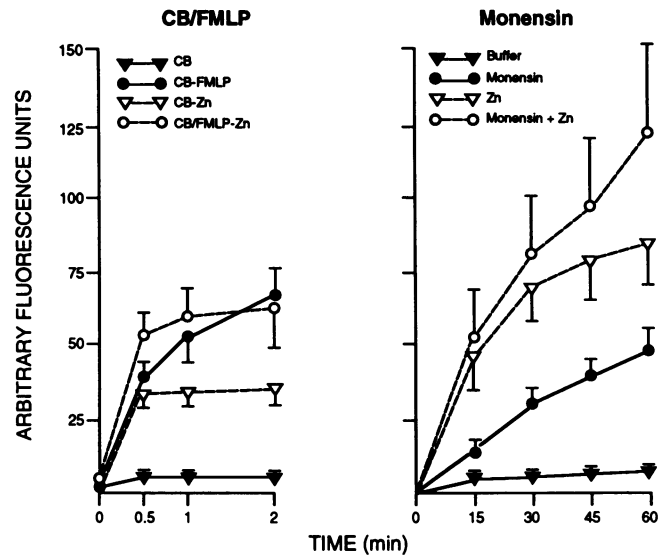 CB/FMLP
Monensin
ARBITRARY FLUORESCENCE UNITS
150
125
100
75
50
25
CB
CB-FMLP
CB-Zn
CB/FMLP-Zn
Buffer
Monensin
Zn
Monensin + Zn
0 0.5 1 2
0 15 30 45 60
TIME (min)